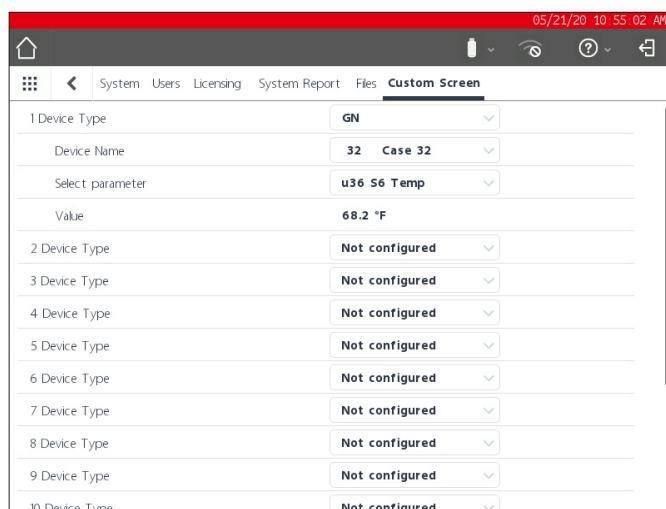 05/21/20 10:55:02 AM
System Users Licensing System Report Files Custom Screen
1 Device Type GN
Device Name 32 Case 32
Select parameter u36 S6 Temp
Value 68.2 °F
2 Device Type Not configured
3 Device Type Not configured
4 Device Type Not configured
5 Device Type Not configured
6 Device Type Not configured
7 Device Type Not configured
8 Device Type Not configured
9 Device Type Not configured
10 Device Type Not configured